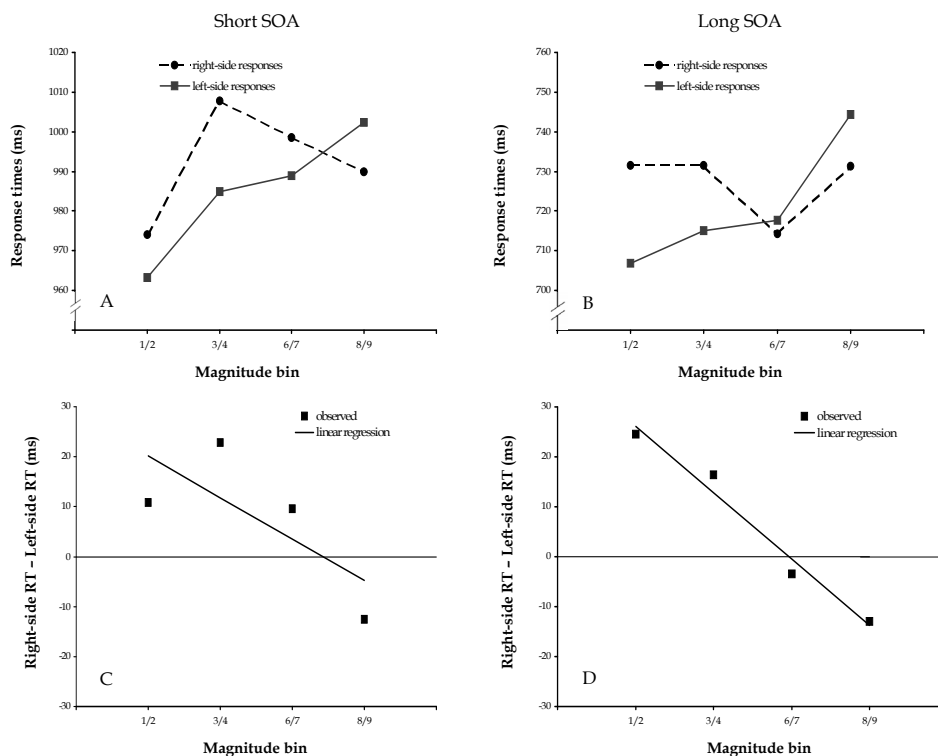 Short SOA
Long SOA
1020
1010
1000
990
980
970
960
Response times (ms)
right-side responses
left-side responses
A
1/2
3/4
6/7
8/9
Magnitude bin
760
750
740
730
720
710
700
Response times (ms)
right-side responses
left-side responses
B
1/2
3/4
6/7
8/9
Magnitude bin
30
20
10
0
-10
-20
-30
Right-side RT – Left-side RT (ms)
observed
linear regression
C
1/2
3/4
6/7
8/9
Magnitude bin
30
20
10
0
-10
-20
-30
Right-side RT – Left-side RT (ms)
observed
linear regression
D
1/2
3/4
6/7
8/9
Magnitude bin